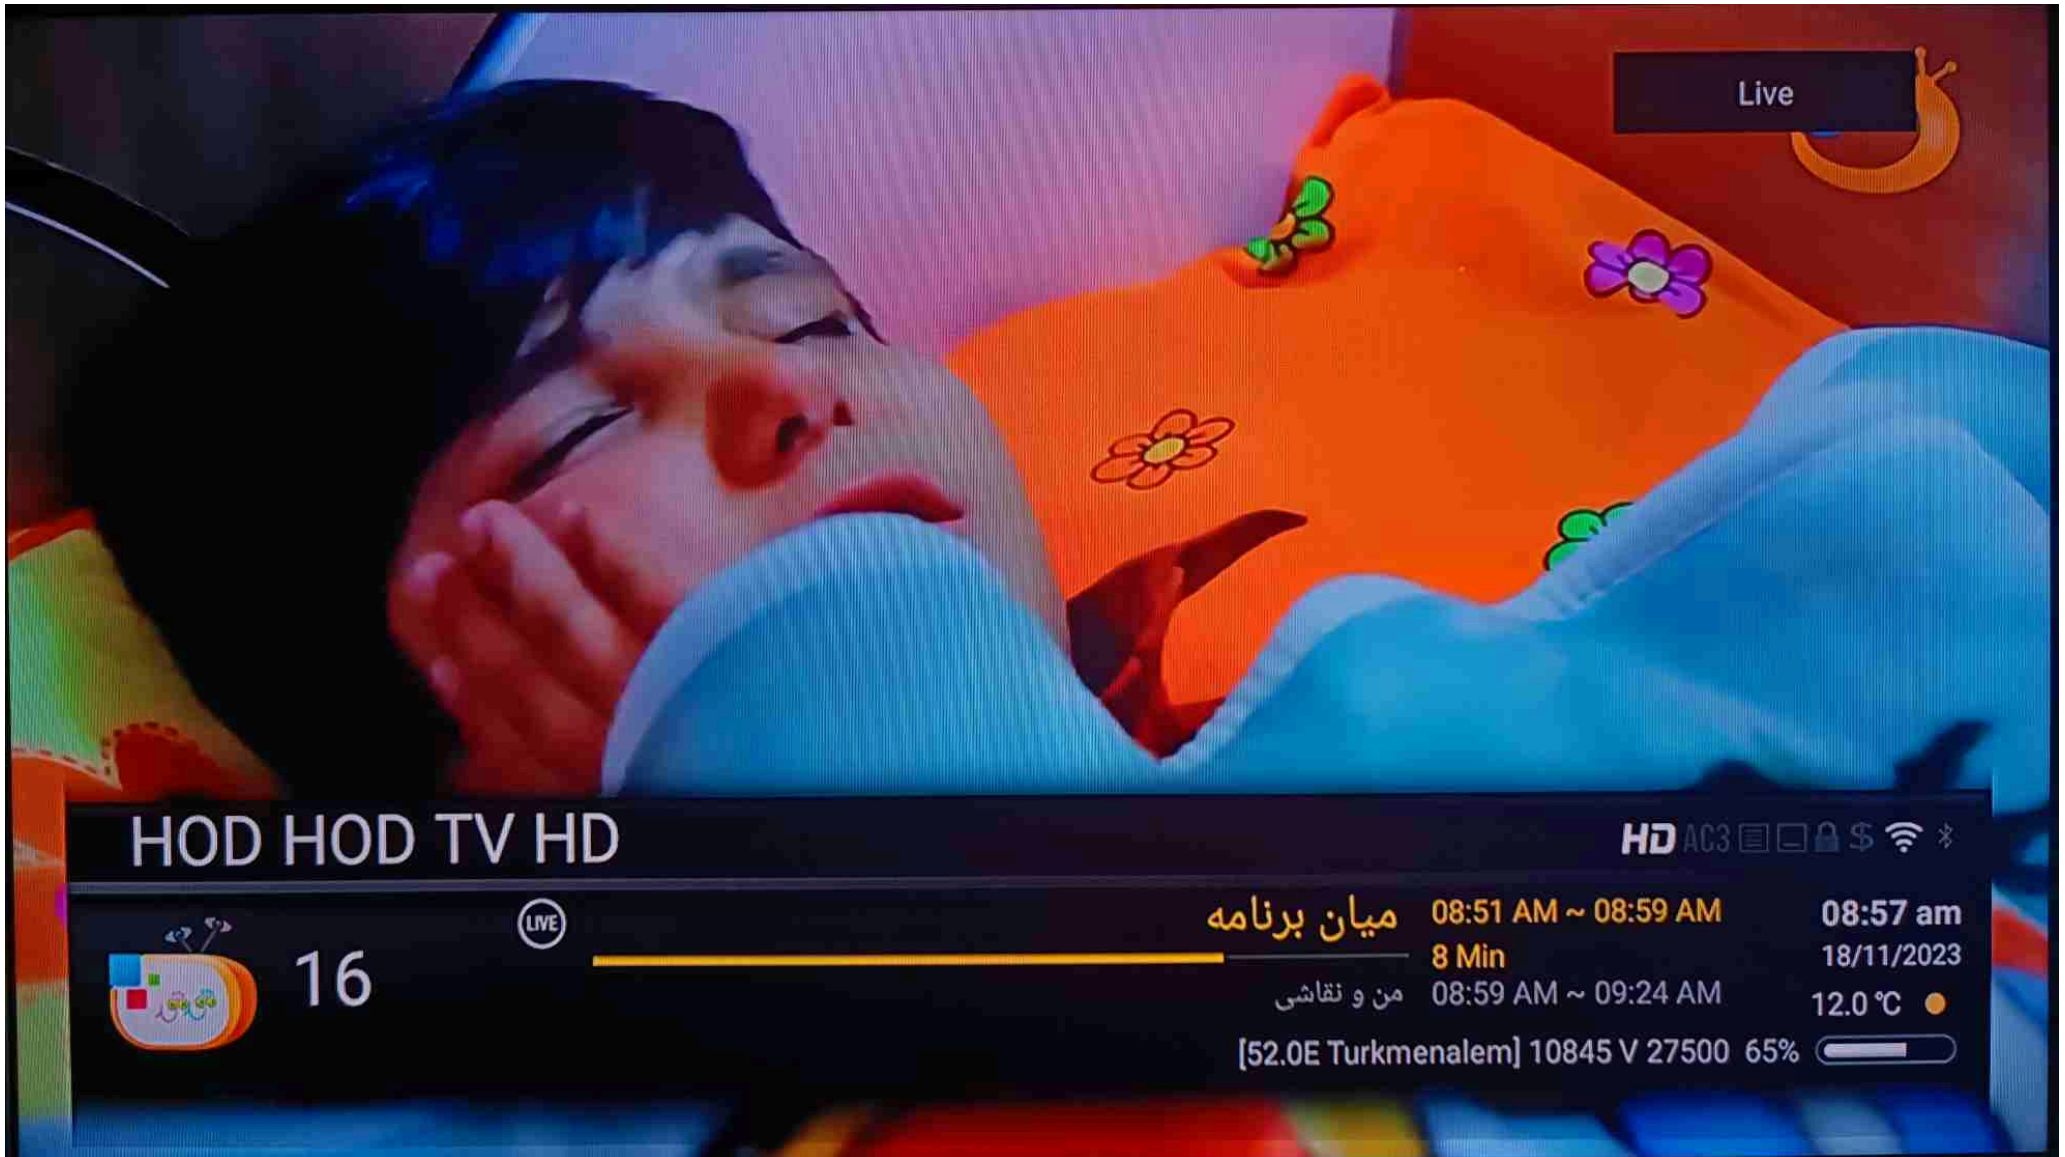 Live
HOD HOD TV HD
HD AC3 $
16
LIVE
میان برنامه 08:51 AM ~ 08:59 AM
8 Min
من و نقاشی 08:59 AM ~ 09:24 AM
08:57 am
18/11/2023
12.0 °C
[52.0E Turkmenalem] 10845 V 27500 65%